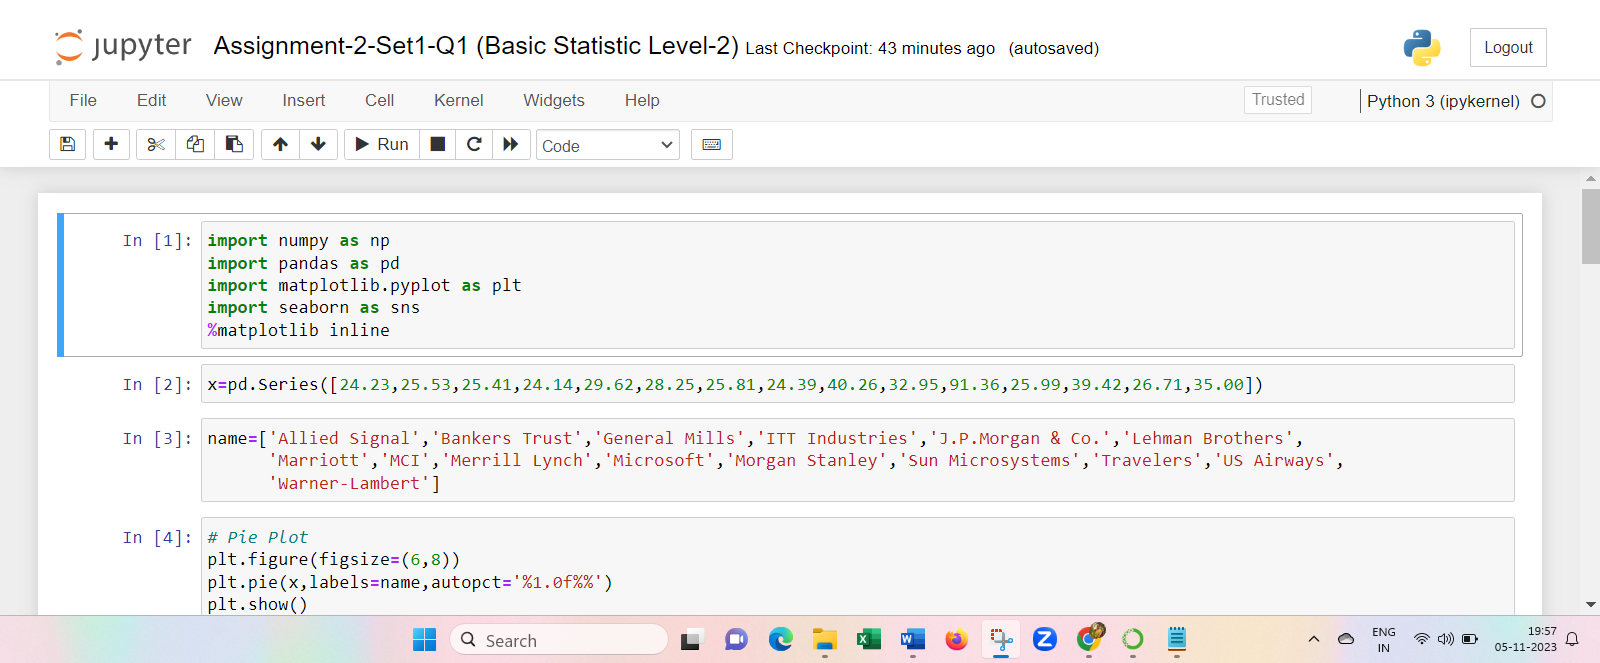 jupyter Assignment-2-Set1-Q1 (Basic Statistic Level-2) Last Checkpoint: 43 minutes ago (autosaved)
Logout
File Edit View Insert Cell Kernel Widgets Help
Trusted
Python 3 (ipykernel)
Run
Code
In [1]:
import numpy as np
import pandas as pd
import matplotlib.pyplot as plt
import seaborn as sns
%matplotlib inline
In [2]:
x=pd.Series([24.23,25.53,25.41,24.14,29.62,28.25,25.81,24.39,40.26,32.95,91.36,25.99,39.42,26.71,35.00])
In [3]:
name=['Allied Signal','Bankers Trust','General Mills','ITT Industries','J.P.Morgan & Co.','Lehman Brothers',
'Marriott','MCI','Merrill Lynch','Microsoft','Morgan Stanley','Sun Microsystems','Travelers','US Airways',
'Warner-Lambert']
In [4]:
# Pie Plot
plt.figure(figsize=(6,8))
plt.pie(x,labels=name,autopct='%1.0f%%')
plt.show()
Search
ENG
IN
19:57
05-11-2023